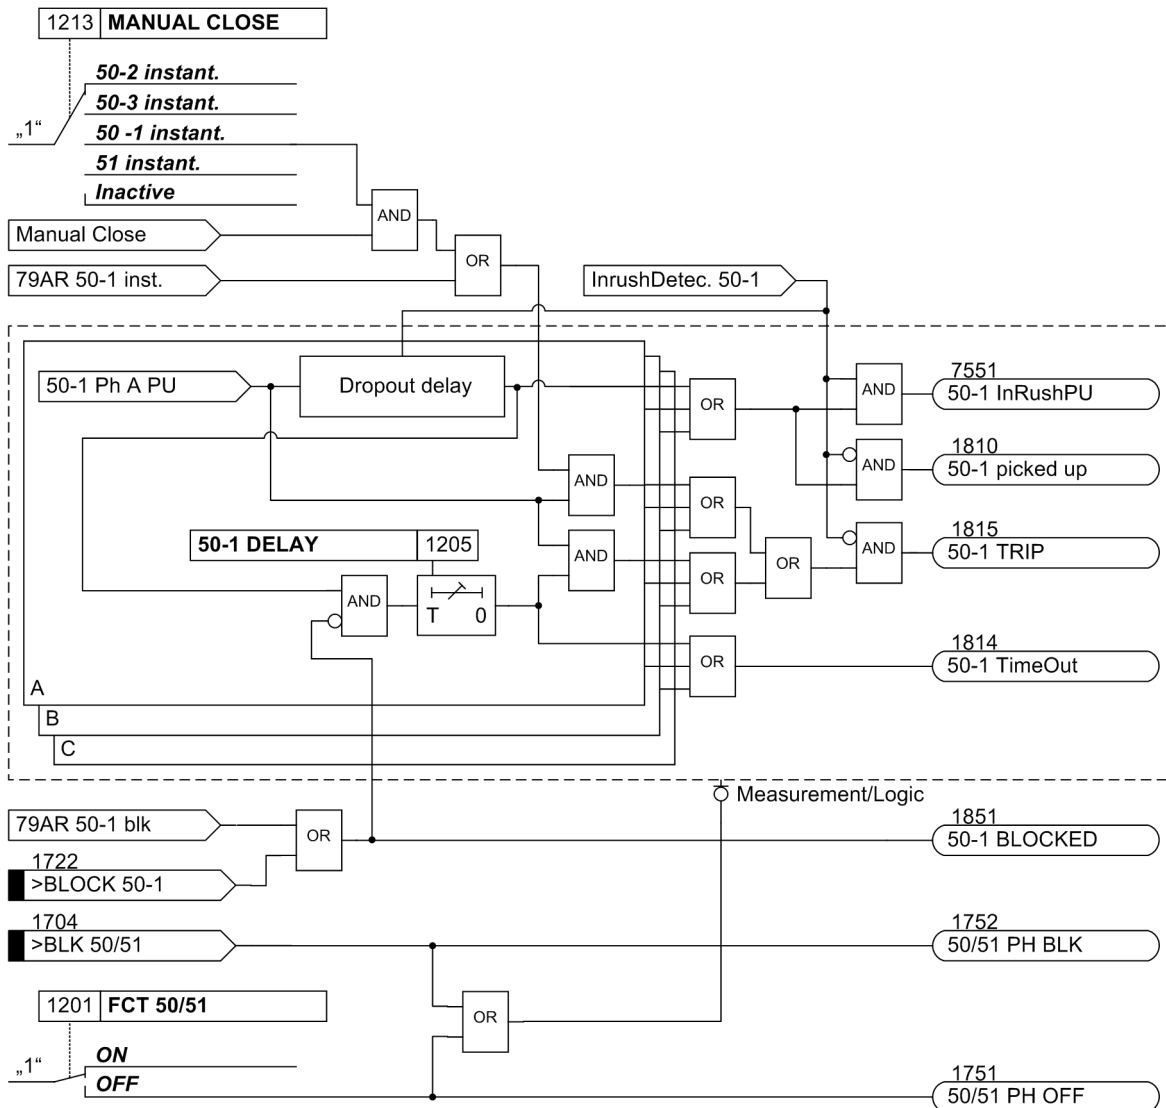 1213 MANUAL CLOSE
50-2 instant.
50-3 instant.
„1“
50 -1 instant.
51 instant.
Inactive
AND
Manual Close
OR
79AR 50-1 inst.
InrushDetec. 50-1
50-1 Ph A PU
Dropout delay
OR
AND
7551
50-1 InRushPU
1810
AND
50-1 picked up
AND
OR
50-1 DELAY 1205
1815
AND
50-1 TRIP
AND
OR
OR
AND
T 0
1814
OR
50-1 TimeOut
A
B
C
Measurement/Logic
79AR 50-1 blk
OR
1851
50-1 BLOCKED
1722
>BLOCK 50-1
1704
>BLK 50/51
1752
50/51 PH BLK
1201 FCT 50/51
OR
„1“
ON
OFF
1751
50/51 PH OFF